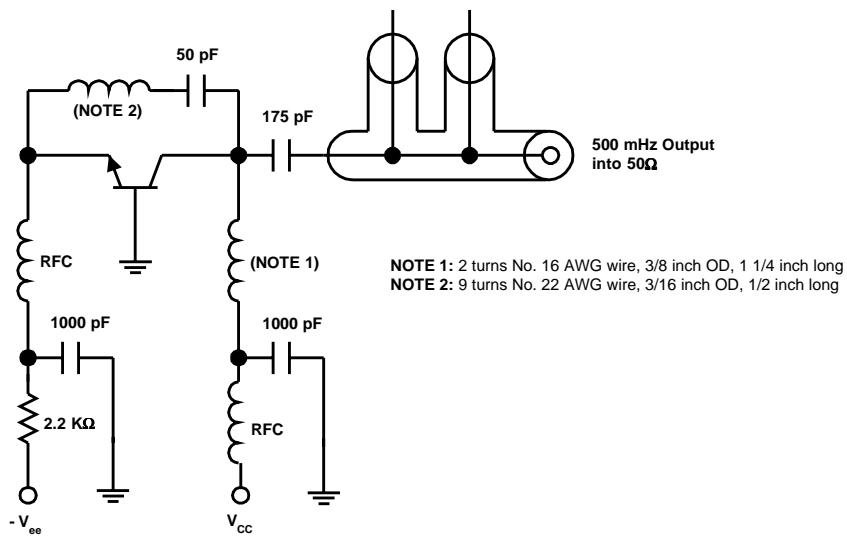 50 pF
(NOTE 2)
175 pF
500 mHz Output
into 50Ω
RFC
(NOTE 1)
NOTE 1: 2 turns No. 16 AWG wire, 3/8 inch OD, 1 1/4 inch long
NOTE 2: 9 turns No. 22 AWG wire, 3/16 inch OD, 1/2 inch long
1000 pF
1000 pF
2.2 KΩ
RFC
- Vee
VCC